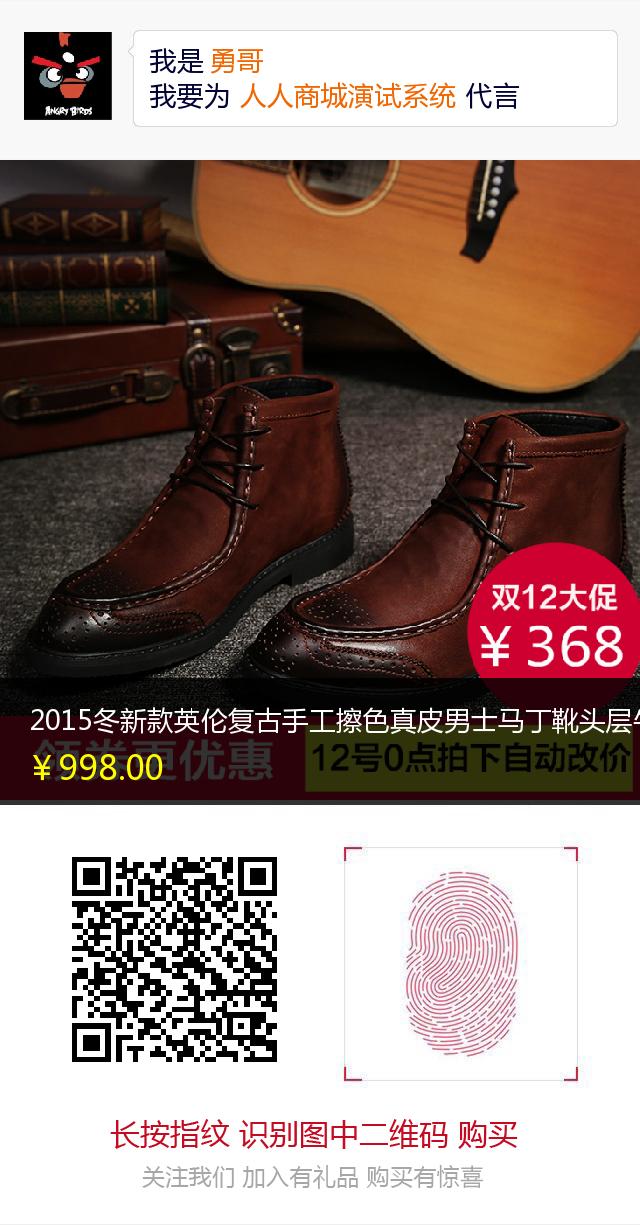 ANGRY BIRDS
我是 勇哥
我要为 人人商城演试系统 代言
双12大促
¥ 368
2015冬新款英伦复古手工擦色真皮男士马丁靴头层
领券更优惠
¥998.00
12号0点拍下自动改价
长按指纹 识别图中二维码 购买
关注我们 加入有礼品 购买有惊喜